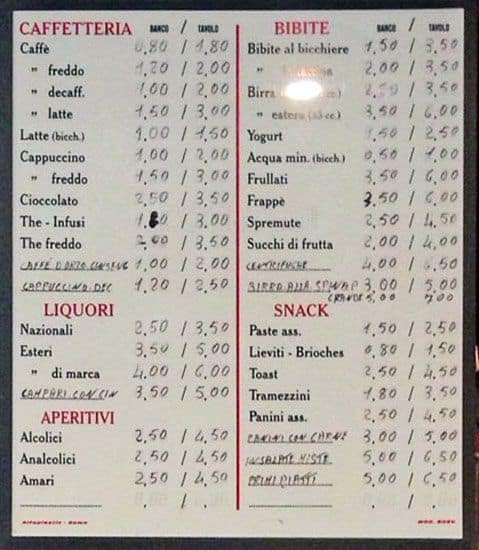 CAFFETTERIA BANCO / TAVOLO
Caffè 0,80 / 1,80
" freddo 1,20 / 2,00
" decaff. 1,00 / 2,00
" latte 1,50 / 3,00
Latte (bicch.) 1,00 / 1,50
Cappuccino 1,00 / 2,00
" freddo 1,50 / 3,00
Cioccolato 2,50 / 3,50
The - Infusi / 3,00
The freddo 2,00 / 3,50
CAFFÈ D'ORZO GINSENG 1,00 / 2,00
CAPPUCCINO DEC 1,20 / 2,50
LIQUORI
Nazionali 2,50 / 3,50
Esteri 3,50 / 5,00
" di marca 4,00 / 6,00
CAMPARI CON GIN 3,50 / 5,00
APERITIVI
Alcolici 2,50 / 4,50
Analcolici 2,50 / 4,50
Amari 2,50 / 4,50
BIBITE BANCO / TAVOLO
Bibite al bicchiere 1,50 / 3,50
" 2,00 / 3,50
Birra cc.) / 3,50
" estera (33 cc.) 3,50 / 6,00
Yogurt 1,50 / 2,50
Acqua min. (bicch.) 0,50 / 1,00
Frullati 3,50 / 6,00
Frappè 3,50 / 6,00
Spremute 2,50 / 4,50
Succhi di frutta 2,00 / 4,00
CENTRIFUGHE 4,00 / 6,50
BIRRA ALLA SPINA P 3,00 / 5,00
GRANDE 5,00 7,00
SNACK
Paste ass. 1,50 / 2,50
Lieviti - Brioches 0,80 / 1,50
Toast 2,50 / 4,50
Tramezzini 1,80 / 3,50
Panini ass. 2,50 / 4,50
PANINI CON CARNE 3,00 / 5,00
INSALATE MISTE 5,00 / 6,50
PRIMI PIATTI 5,00 / 6,50